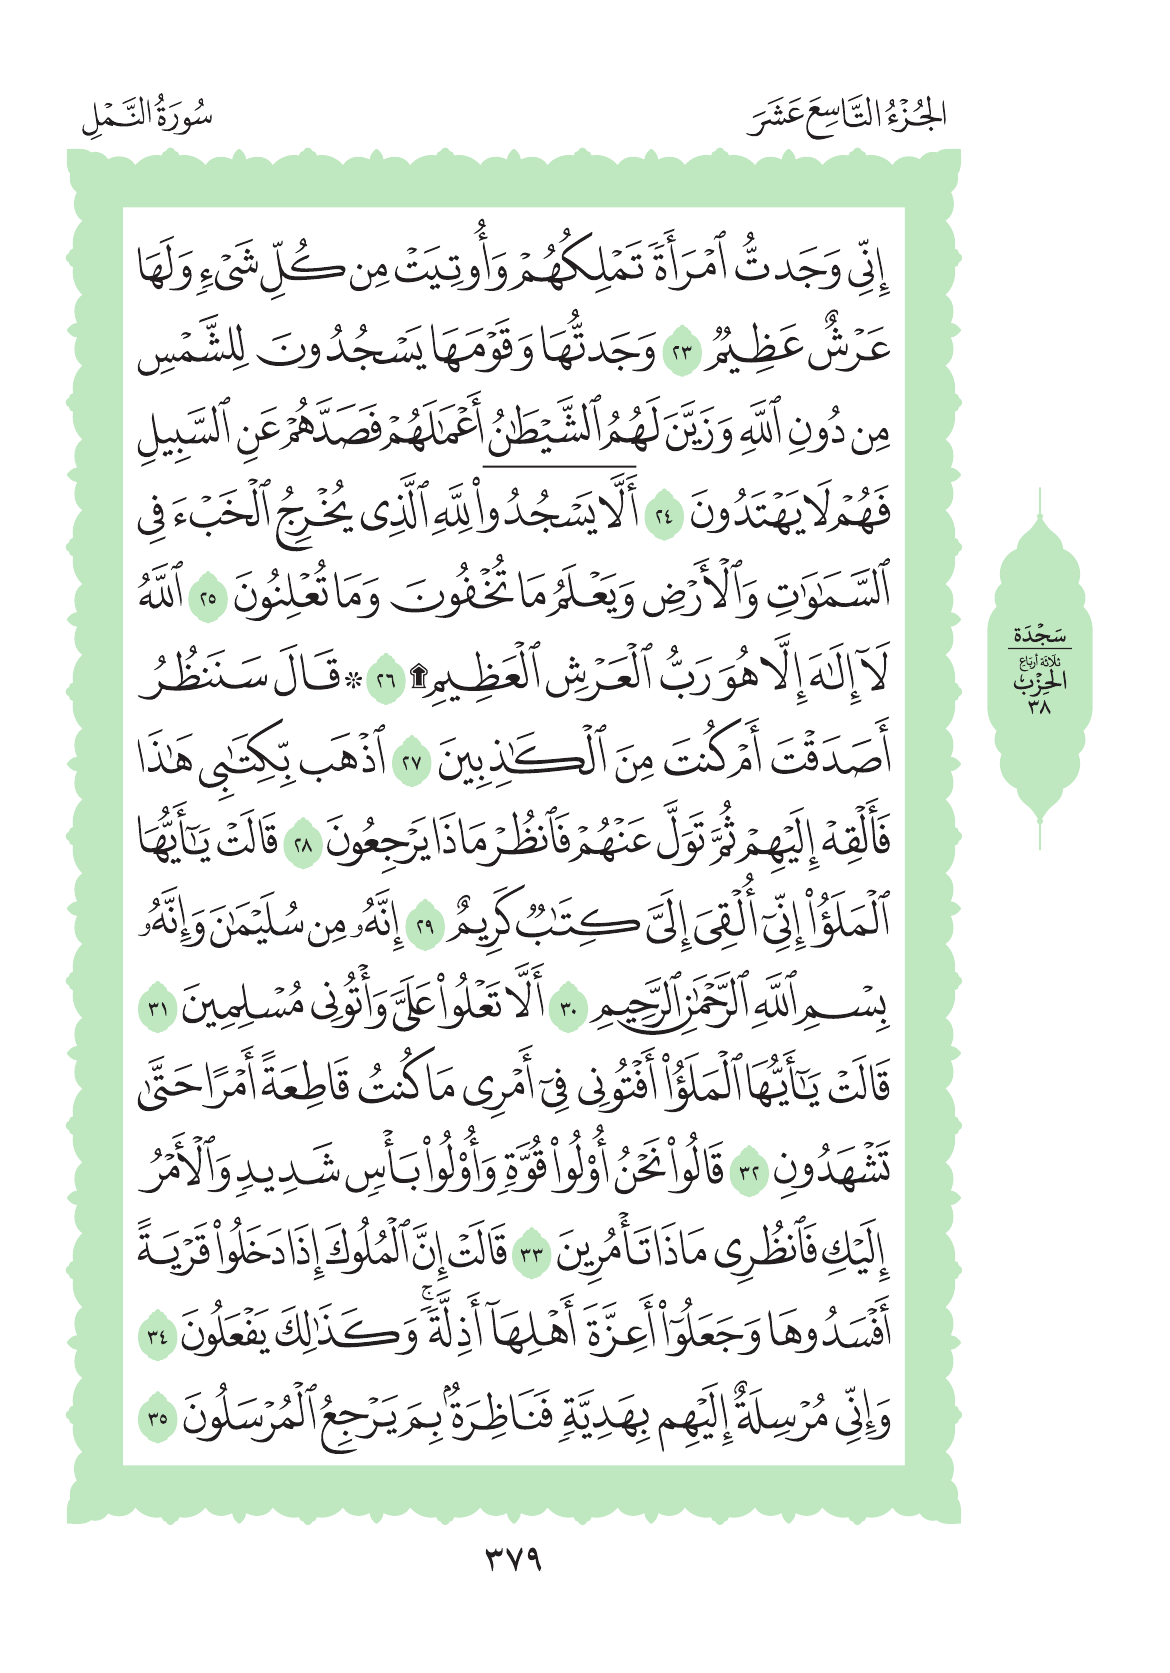 الجُزْءُ التَّاسِعَ عَشَرَ
سُورَةُ النَّمْلِ
إِنِّى وَجَدتُّ ٱمْرَأَةً تَمْلِكُهُمْ وَأُوتِيَتْ مِن كُلِّ شَىْءٍ وَلَهَا
عَرْشٌ عَظِيمٌ ٢٣ وَجَدتُّهَا وَقَوْمَهَا يَسْجُدُونَ لِلشَّمْسِ
مِن دُونِ ٱللَّهِ وَزَيَّنَ لَهُمُ ٱلشَّيْطَٰنُ أَعْمَٰلَهُمْ فَصَدَّهُمْ عَنِ ٱلسَّبِيلِ
فَهُمْ لَا يَهْتَدُونَ ٢٤ أَلَّا يَسْجُدُوا۟ لِلَّهِ ٱلَّذِى يُخْرِجُ ٱلْخَبْءَ فِى
ٱلسَّمَٰوَٰتِ وَٱلْأَرْضِ وَيَعْلَمُ مَا تُخْفُونَ وَمَا تُعْلِنُونَ ٢٥ ٱللَّهُ
لَآ إِلَٰهَ إِلَّا هُوَ رَبُّ ٱلْعَرْشِ ٱلْعَظِيمِ ۩ ٢٦ ۞ قَالَ سَنَنظُرُ
أَصَدَقْتَ أَمْ كُنتَ مِنَ ٱلْكَٰذِبِينَ ٢٧ ٱذْهَب بِّكِتَٰبِى هَٰذَا
فَأَلْقِهْ إِلَيْهِمْ ثُمَّ تَوَلَّ عَنْهُمْ فَٱنظُرْ مَاذَا يَرْجِعُونَ ٢٨ قَالَتْ يَٰٓأَيُّهَا
ٱلْمَلَؤُا۟ إِنِّىٓ أُلْقِىَ إِلَىَّ كِتَٰبٌ كَرِيمٌ ٢٩ إِنَّهُۥ مِن سُلَيْمَٰنَ وَإِنَّهُۥ
بِسْمِ ٱللَّهِ ٱلرَّحْمَٰنِ ٱلرَّحِيمِ ٣٠ أَلَّا تَعْلُوا۟ عَلَىَّ وَأْتُونِى مُسْلِمِينَ ٣١
قَالَتْ يَٰٓأَيُّهَا ٱلْمَلَؤُا۟ أَفْتُونِى فِىٓ أَمْرِى مَا كُنتُ قَاطِعَةً أَمْرًا حَتَّىٰ
تَشْهَدُونِ ٣٢ قَالُوا۟ نَحْنُ أُو۟لُوا۟ قُوَّةٍ وَأُو۟لُوا۟ بَأْسٍ شَدِيدٍ وَٱلْأَمْرُ
إِلَيْكِ فَٱنظُرِى مَاذَا تَأْمُرِينَ ٣٣ قَالَتْ إِنَّ ٱلْمُلُوكَ إِذَا دَخَلُوا۟ قَرْيَةً
أَفْسَدُوهَا وَجَعَلُوٓا۟ أَعِزَّةَ أَهْلِهَآ أَذِلَّةً ۚ وَكَذَٰلِكَ يَفْعَلُونَ ٣٤
وَإِنِّى مُرْسِلَةٌ إِلَيْهِم بِهَدِيَّةٍ فَنَاظِرَةٌۢ بِمَ يَرْجِعُ ٱلْمُرْسَلُونَ ٣٥
سَجْدَة
ثلاثة أرباع
الحِزْب
٣٨
٣٧٩